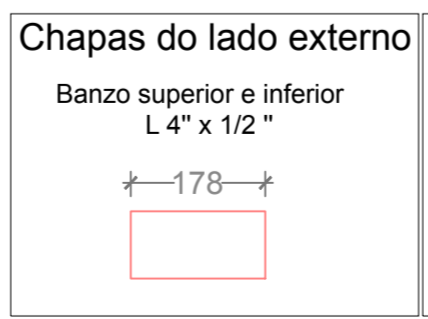 Chapas do lado externo
Banzo superior e inferior
L 4" x 1/2 "
178